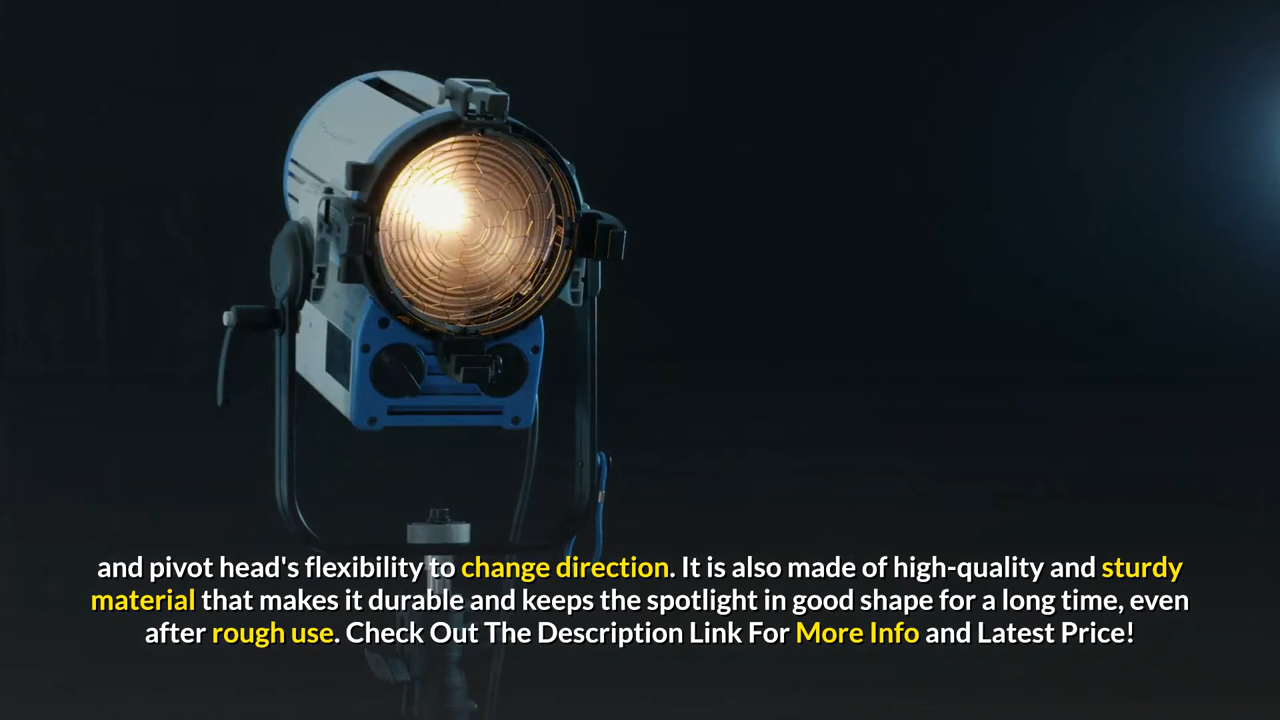 and pivot head's flexibility to change direction. It is also made of high-quality and sturdy
material that makes it durable and keeps the spotlight in good shape for a long time, even
after rough use. Check Out The Description Link For More Info and Latest Price!